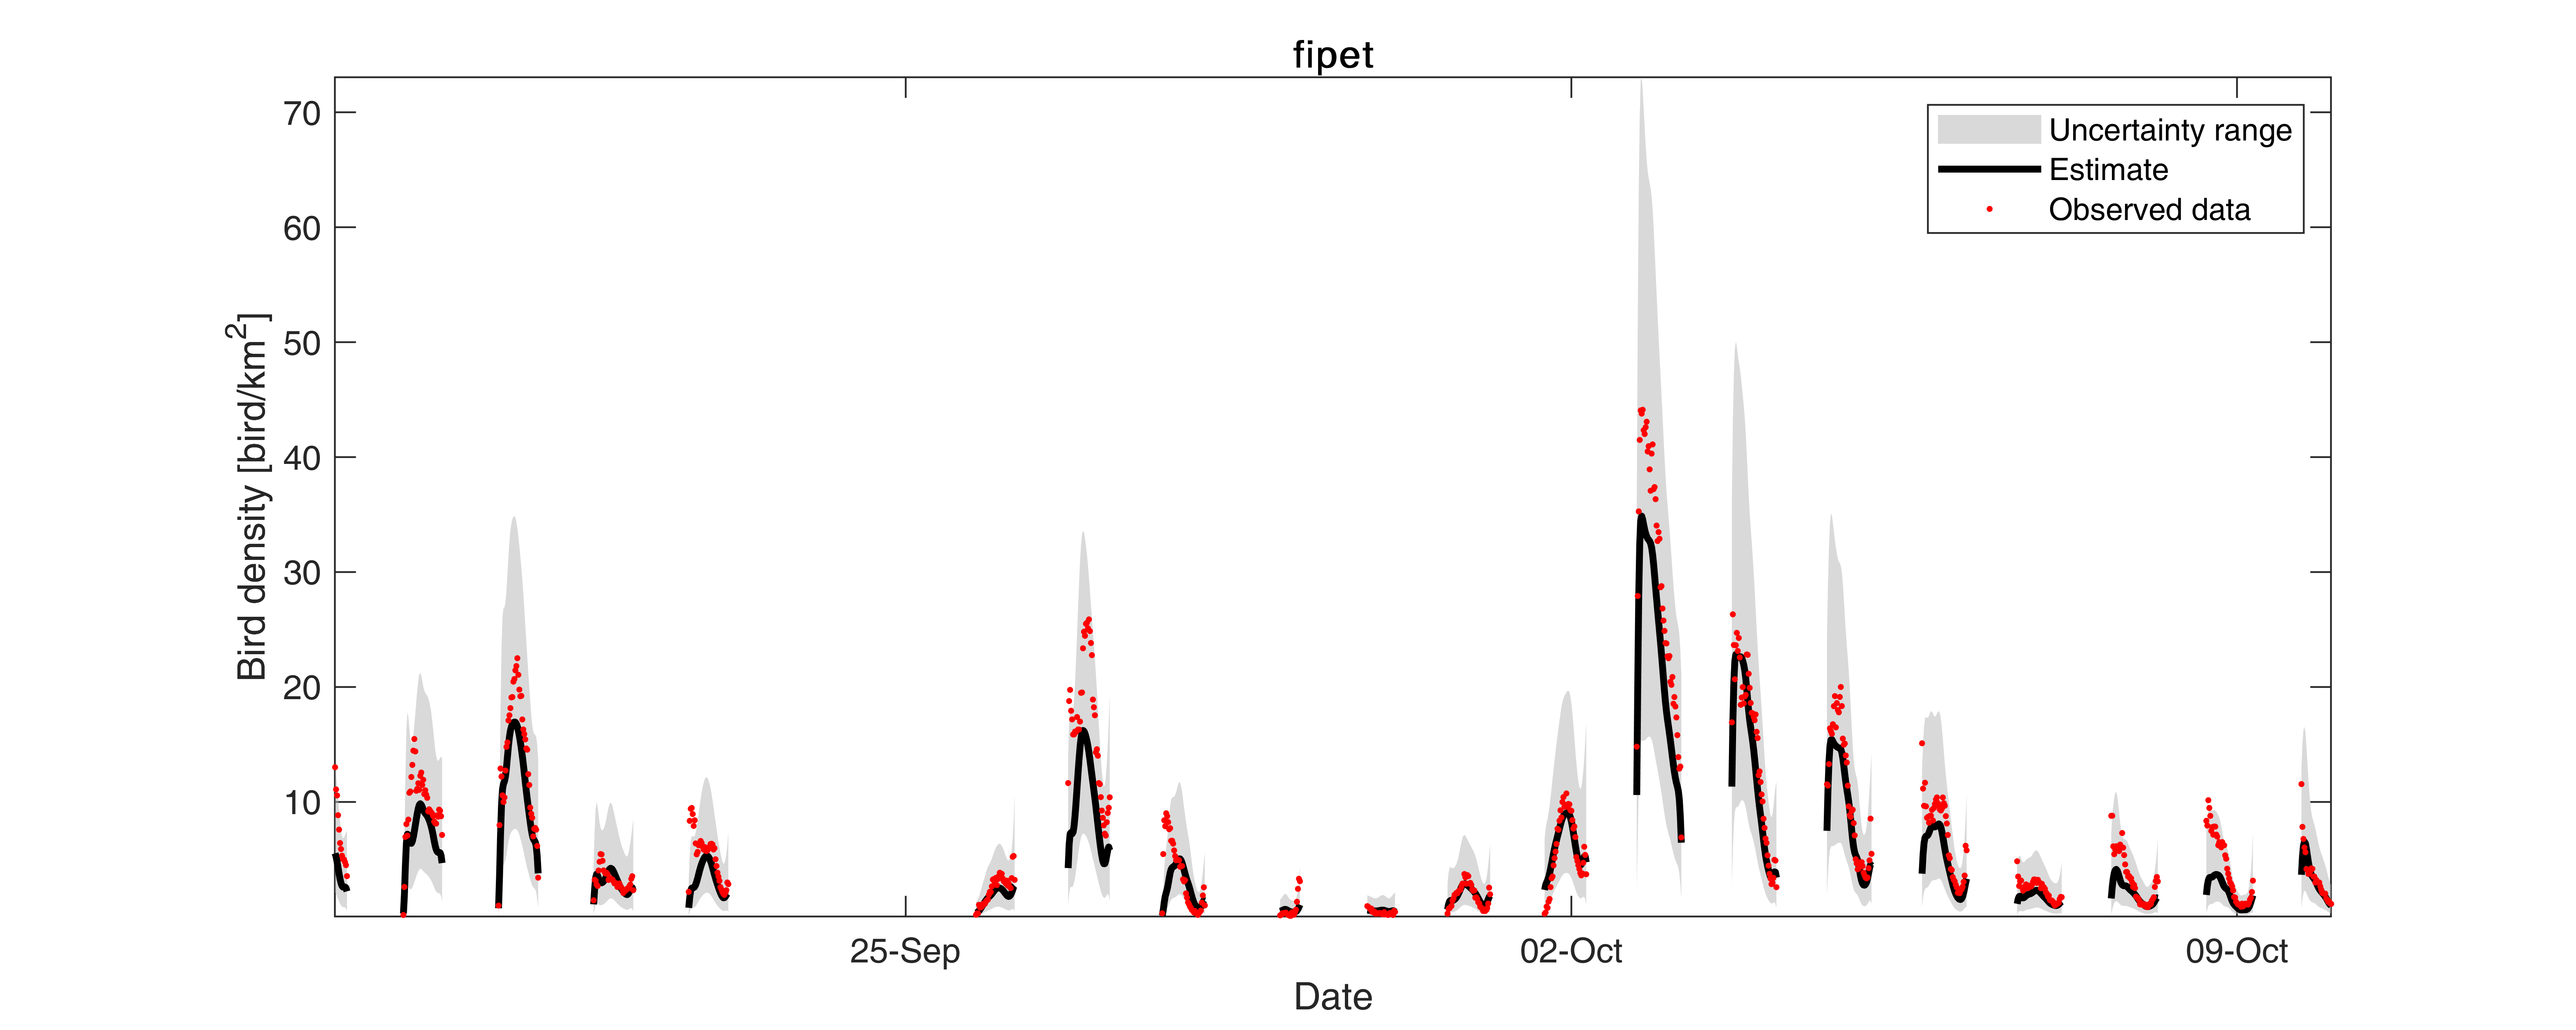 fipet
70
60
50
40
30
20
10
Bird density [bird/km²]
Uncertainty range
Estimate
Observed data
25-Sep
02-Oct
09-Oct
Date